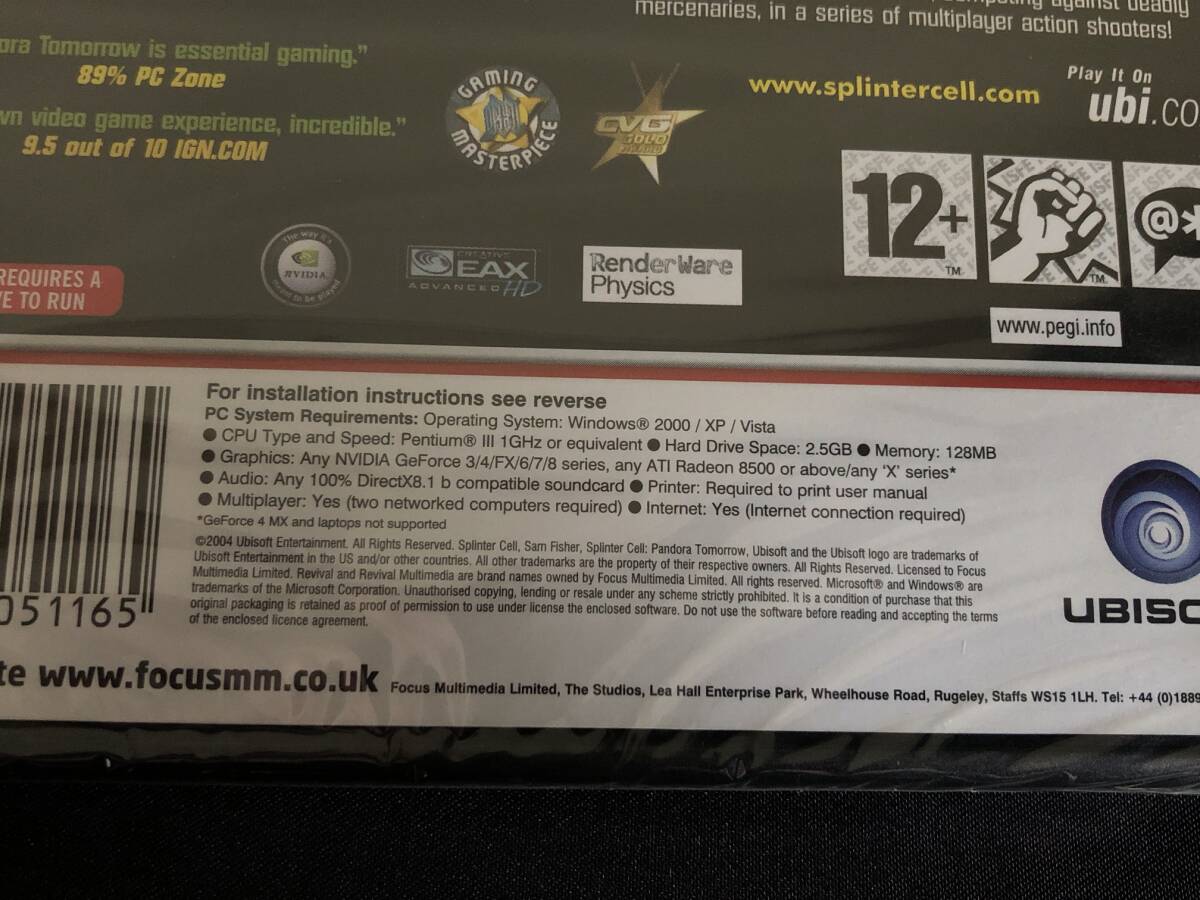 mercenaries, in a series of multiplayer action shooters!
ora Tomorrow is essential gaming."
89% PC Zone
wn video game experience, incredible."
9.5 out of 10 IGN.COM
GAMING
MASTERPIECE
CVG
GOLD
AWARD
www.splintercell.com
Play It On
ubi.co
12+
TM
TM
@*
www.pegi.info
REQUIRES A
E TO RUN
The way it's
NVIDIA
meant to be played
CREATIVE
EAX
ADVANCED HD
RenderWare
Physics
For installation instructions see reverse
PC System Requirements: Operating System: Windows® 2000 / XP / Vista
● CPU Type and Speed: Pentium® III 1GHz or equivalent ● Hard Drive Space: 2.5GB ● Memory: 128MB
● Graphics: Any NVIDIA GeForce 3/4/FX/6/7/8 series, any ATI Radeon 8500 or above/any 'X' series*
● Audio: Any 100% DirectX8.1 b compatible soundcard ● Printer: Required to print user manual
● Multiplayer: Yes (two networked computers required) ● Internet: Yes (Internet connection required)
*GeForce 4 MX and laptops not supported
©2004 Ubisoft Entertainment. All Rights Reserved. Splinter Cell, Sam Fisher, Splinter Cell: Pandora Tomorrow, Ubisoft and the Ubisoft logo are trademarks of
Ubisoft Entertainment in the US and/or other countries. All other trademarks are the property of their respective owners. All Rights Reserved. Licensed to Focus
Multimedia Limited. Revival and Revival Multimedia are brand names owned by Focus Multimedia Limited. All rights reserved. Microsoft® and Windows® are
trademarks of the Microsoft Corporation. Unauthorised copying, lending or resale under any scheme strictly prohibited. It is a condition of purchase that this
original packaging is retained as proof of permission to use under license the enclosed software. Do not use the software before reading and accepting the terms
of the enclosed licence agreement.
051165
UBISO
te www.focusmm.co.uk
Focus Multimedia Limited, The Studios, Lea Hall Enterprise Park, Wheelhouse Road, Rugeley, Staffs WS15 1LH. Tel: +44 (0)1889